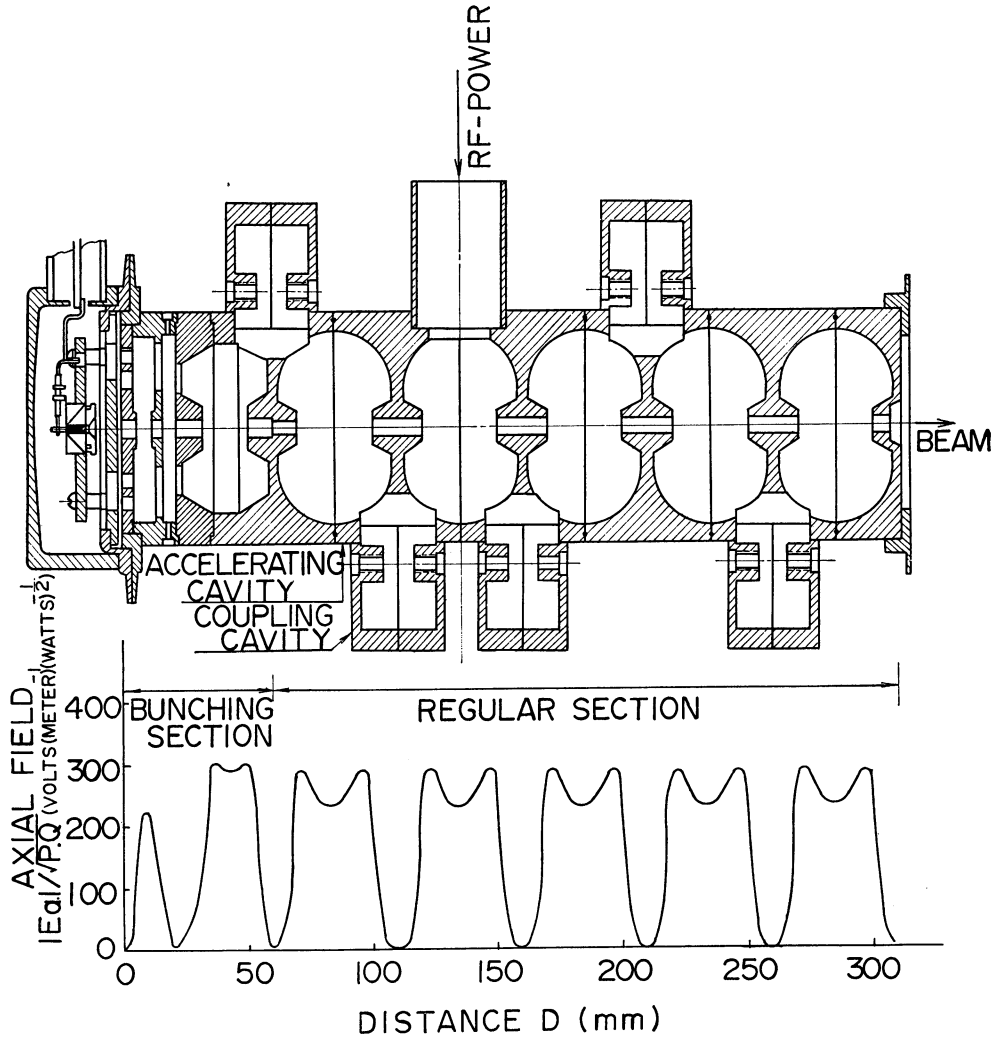 RF-POWER
BEAM
ACCELERATING
CAVITY
COUPLING
CAVITY
BUNCHING
SECTION
REGULAR SECTION
AXIAL FIELD
|Ea|/√P.Q (VOLTS(METER)⁻¹(WATTS)⁻¹⁄²)
400
300
200
100
0
0 50 100 150 200 250 300
DISTANCE D (mm)